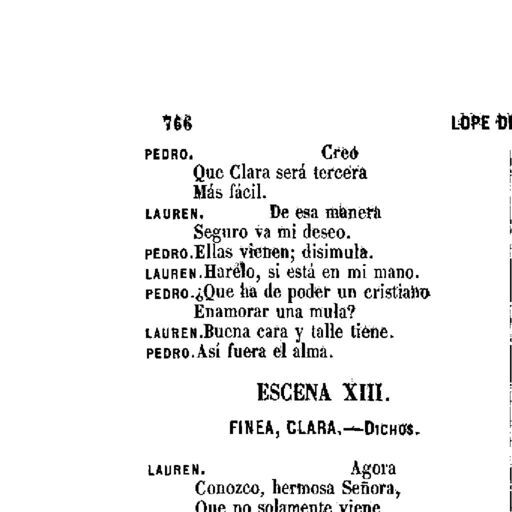 766
LOPE DE
PEDRO. Creo
Que Clara será tercera
Más fácil.
LAUREN. De esa manera
Seguro va mi deseo.
PEDRO. Ellas vienen; disimula.
LAUREN. Harélo, si está en mi mano.
PEDRO. ¿Que ha de poder un cristiano
Enamorar una mula?
LAUREN. Buena cara y talle tiene.
PEDRO. Así fuera el alma.
ESCENA XIII.
FINEA, CLARA.—DICHOS.
LAUREN. Agora
Conozco, hermosa Señora,
Que no solamente viene